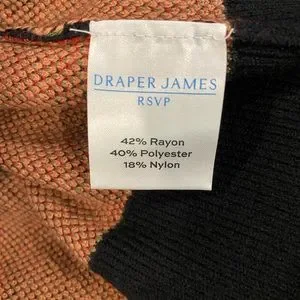 DRAPER JAMES
RSVP
42% Rayon
40% Polyester
18% Nylon